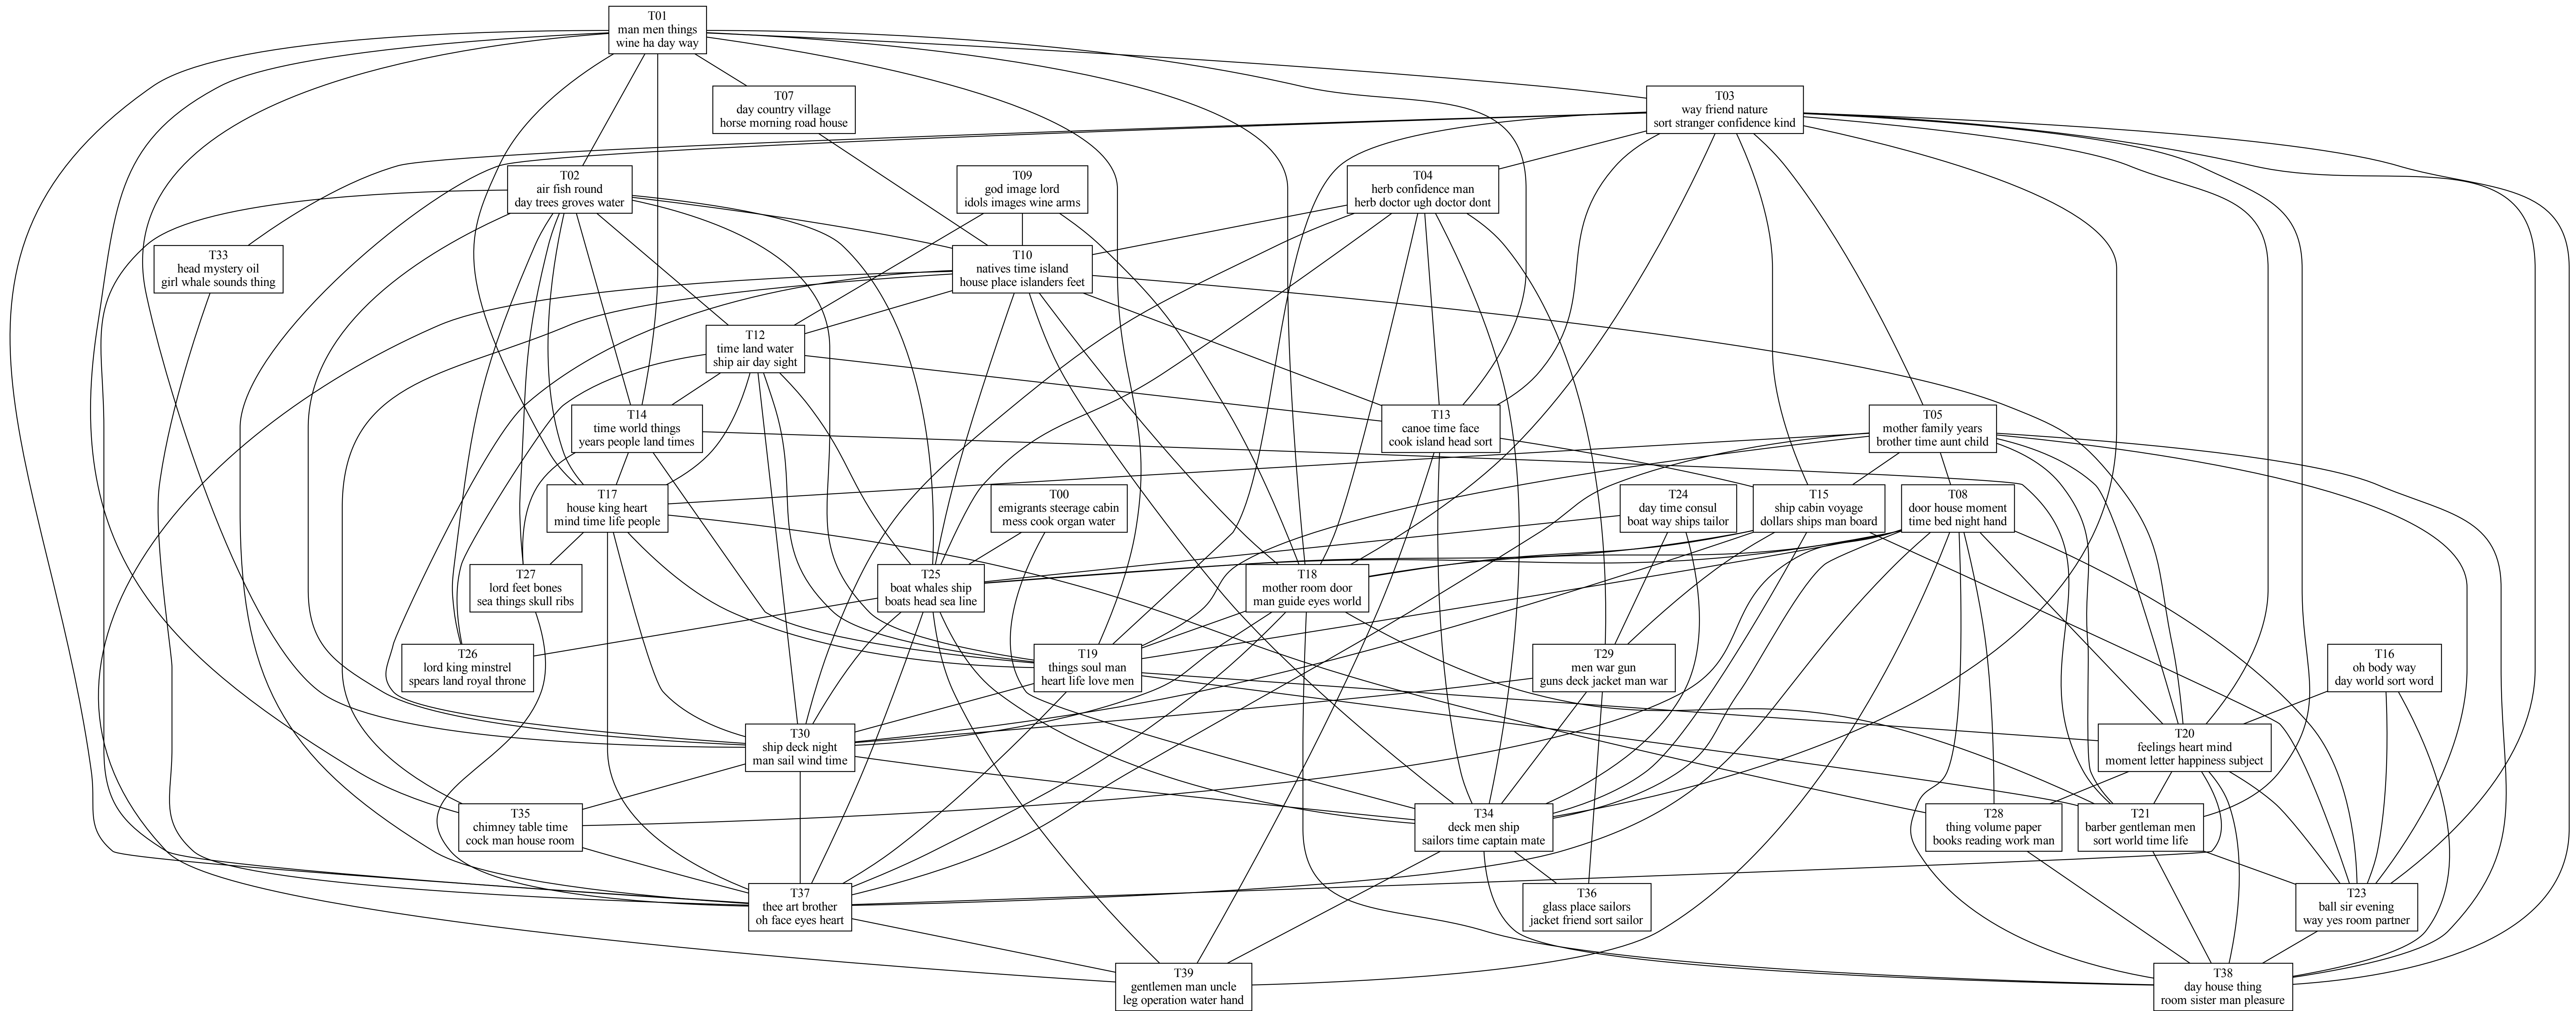 T01
man men things
wine ha day way
T07
day country village
horse morning road house
T03
way friend nature
sort stranger confidence kind
T02
air fish round
day trees groves water
T09
god image lord
idols images wine arms
T04
herb confidence man
herb doctor ugh doctor dont
T33
head mystery oil
girl whale sounds thing
T10
natives time island
house place islanders feet
T12
time land water
ship air day sight
T14
time world things
years people land times
T13
canoe time face
cook island head sort
T05
mother family years
brother time aunt child
T17
house king heart
mind time life people
T00
emigrants steerage cabin
mess cook organ water
T24
day time consul
boat way ships tailor
T15
ship cabin voyage
dollars ships man board
T08
door house moment
time bed night hand
T27
lord feet bones
sea things skull ribs
T25
boat whales ship
boats head sea line
T18
mother room door
man guide eyes world
T26
lord king minstrel
spears land royal throne
T19
things soul man
heart life love men
T29
men war gun
guns deck jacket man war
T16
oh body way
day world sort word
T30
ship deck night
man sail wind time
T20
feelings heart mind
moment letter happiness subject
T35
chimney table time
cock man house room
T34
deck men ship
sailors time captain mate
T28
thing volume paper
books reading work man
T21
barber gentleman men
sort world time life
T37
thee art brother
oh face eyes heart
T36
glass place sailors
jacket friend sort sailor
T23
ball sir evening
way yes room partner
T39
gentlemen man uncle
leg operation water hand
T38
day house thing
room sister man pleasure